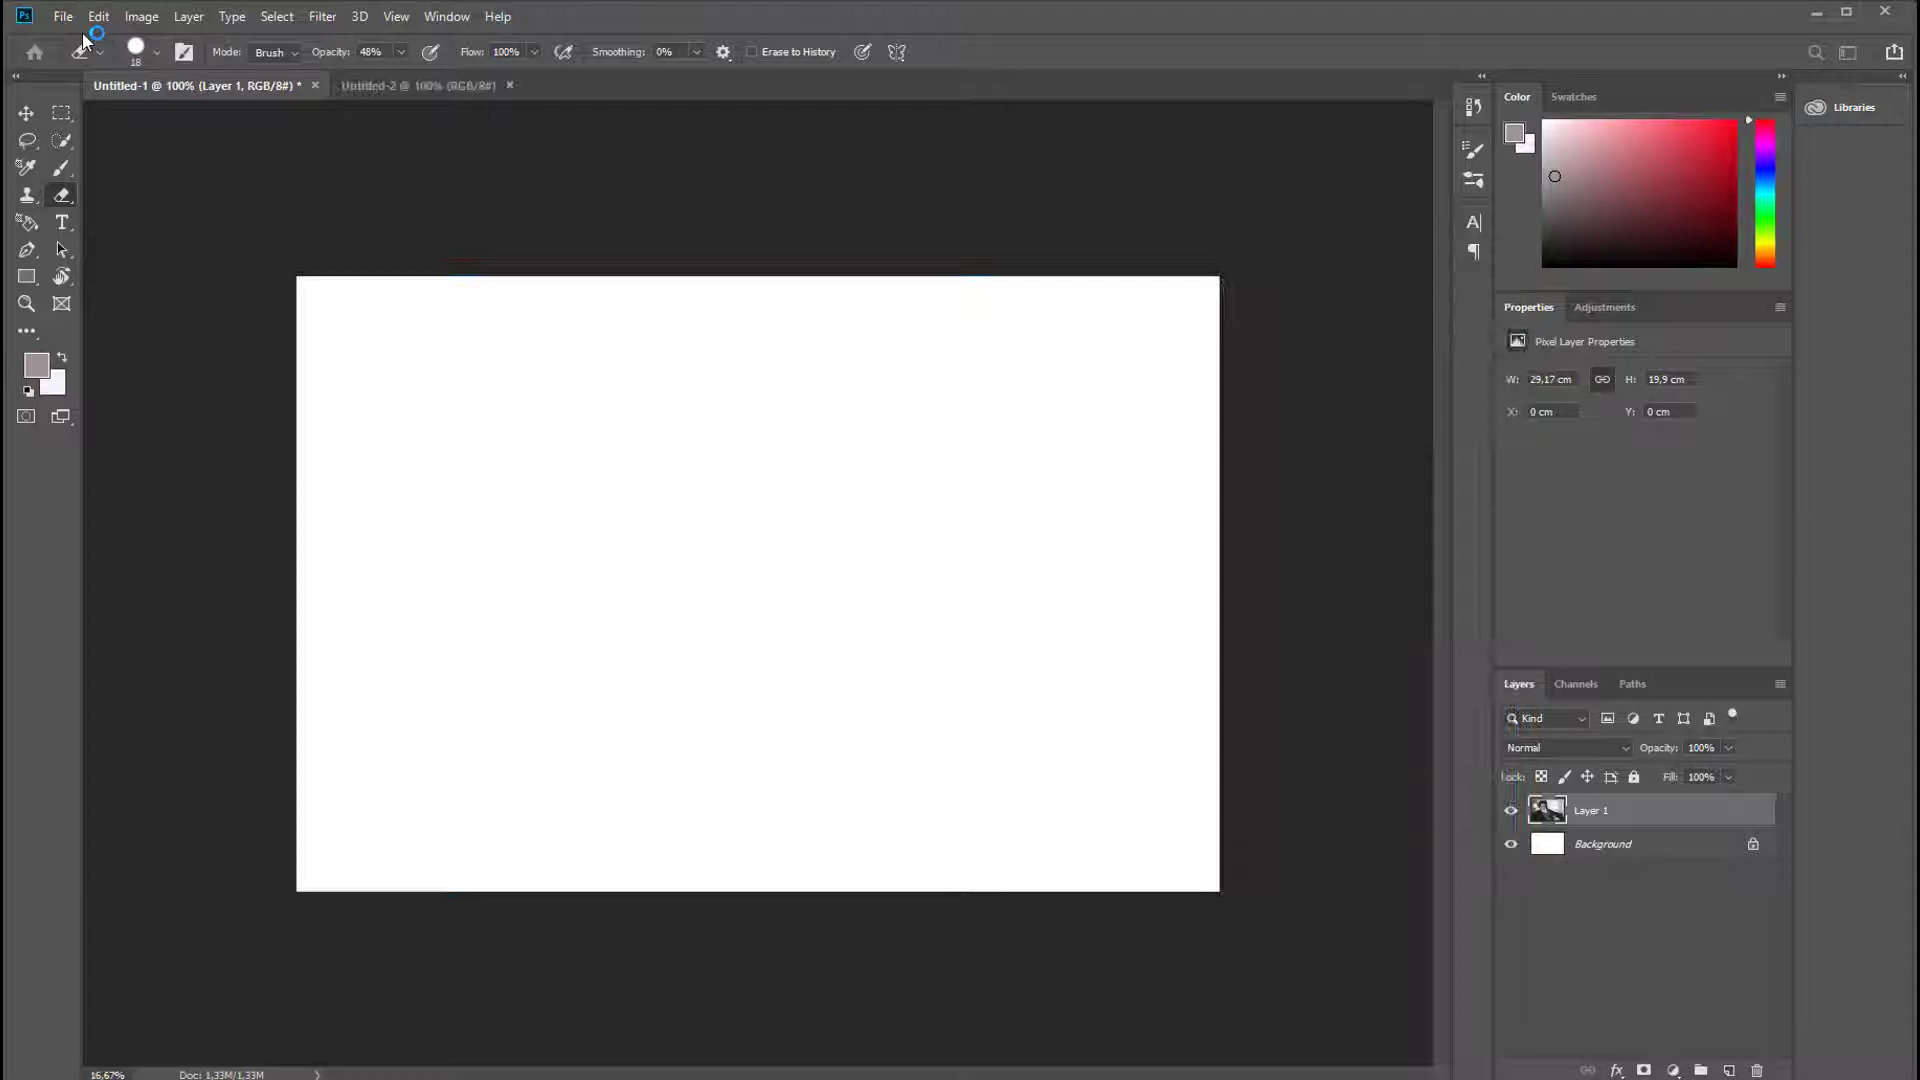 Ps File Edit Image Layer Type Select Filter 3D View Window Help
18 Mode: Brush Opacity: 48% Flow: 100% Smoothing: 0% Erase to History
Untitled-1 @ 100% (Layer 1, RGB/8#) * × Untitled-2 @ 100% (RGB/8#) ×
Color Swatches
Libraries
Properties Adjustments
Pixel Layer Properties
W: 29,17 cm H: 19,9 cm
X: 0 cm Y: 0 cm
Layers Channels Paths
Kind
Normal Opacity: 100%
Lock: Fill: 100%
Layer 1
Background
16,67% Doc: 1,33M/1,33M